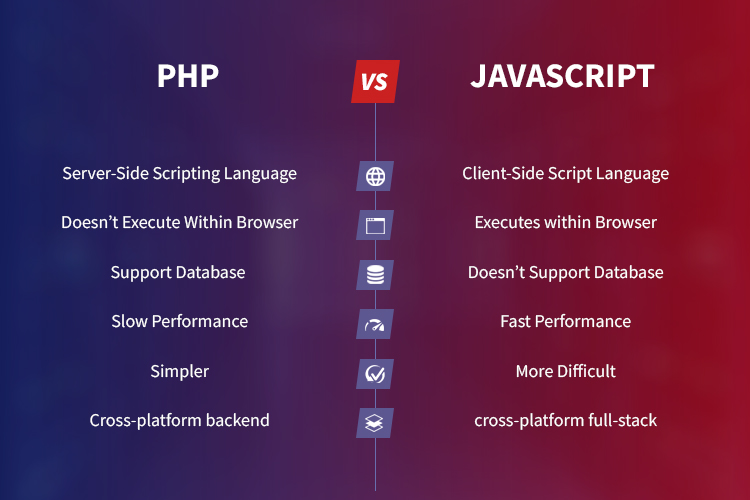 PHP VS JAVASCRIPT
Server-Side Scripting Language Client-Side Script Language
Doesn’t Execute Within Browser Executes within Browser
Support Database Doesn’t Support Database
Slow Performance Fast Performance
Simpler More Difficult
Cross-platform backend cross-platform full-stack